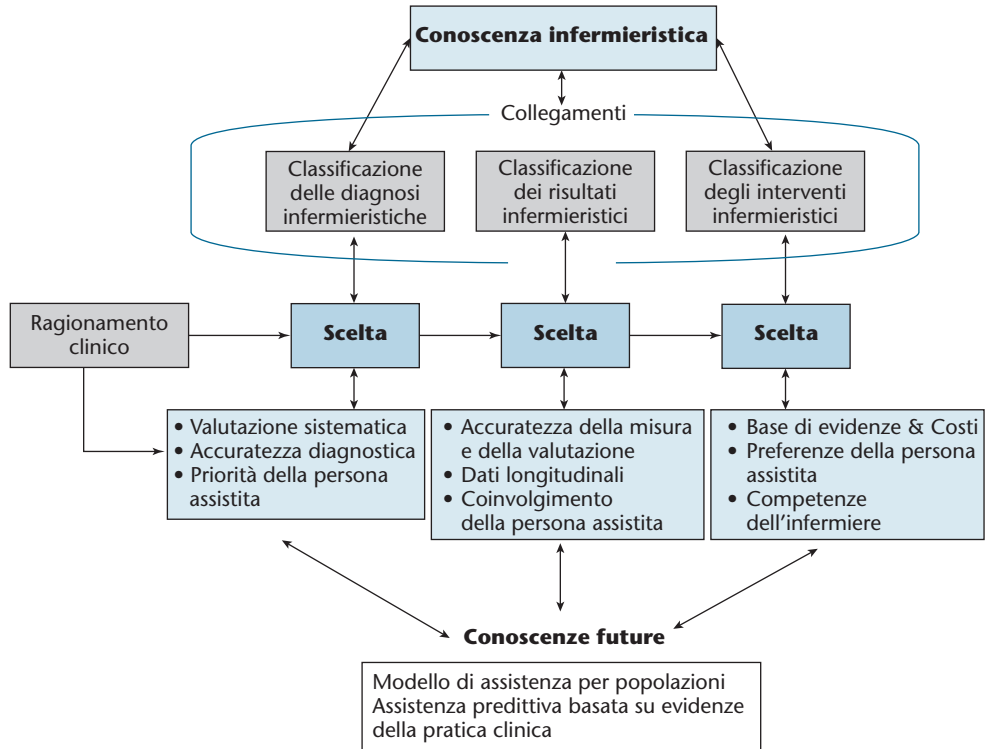 Conoscenza infermieristica
Collegamenti
Classificazione
delle diagnosi
infermieristiche
Classificazione
dei risultati
infermieristici
Classificazione
degli interventi
infermieristici
Ragionamento
clinico
Scelta
Scelta
Scelta
• Valutazione sistematica
• Accuratezza diagnostica
• Priorità della persona
assistita
• Accuratezza della misura
e della valutazione
• Dati longitudinali
• Coinvolgimento
della persona assistita
• Base di evidenze & Costi
• Preferenze della persona
assistita
• Competenze
dell’infermiere
Conoscenze future
Modello di assistenza per popolazioni
Assistenza predittiva basata su evidenze
della pratica clinica